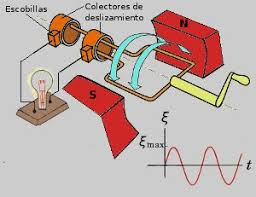 Escobillas
Colectores de
deslizamiento
N
S
ξ
ξmax
t